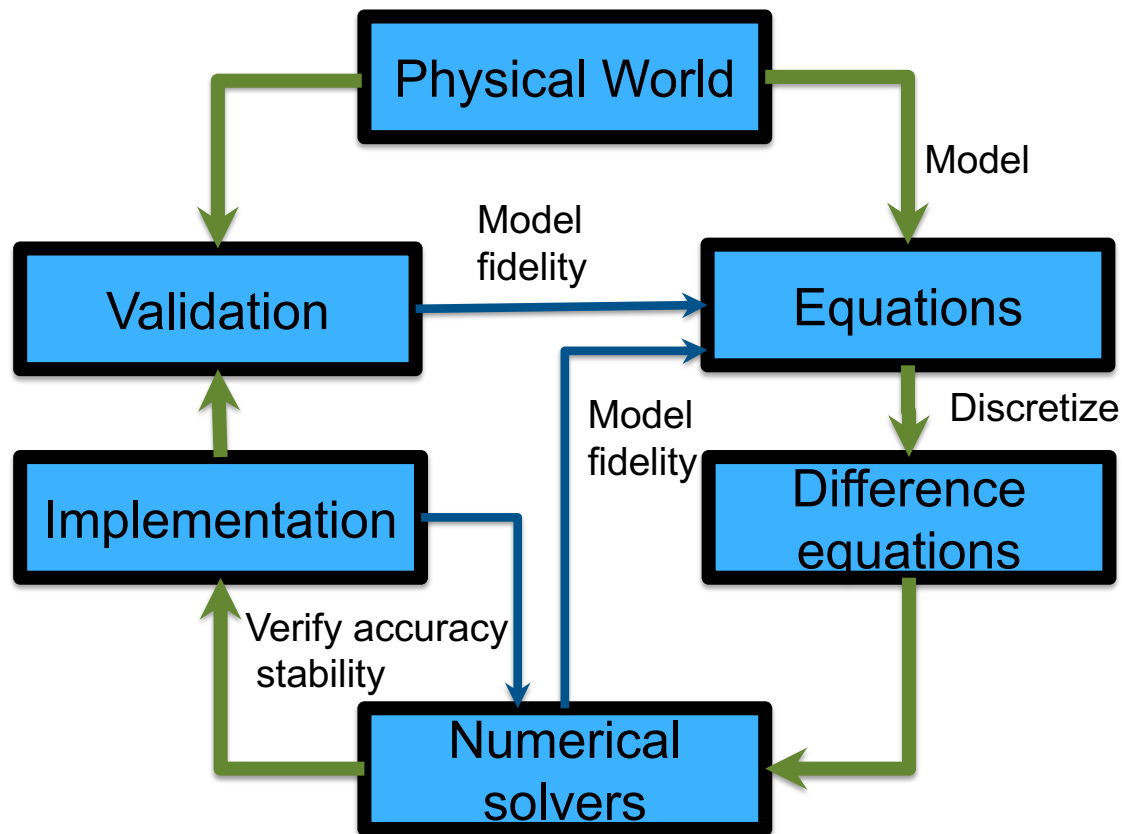 Physical World
Model
Model
fidelity
Validation
Equations
Model
fidelity
Discretize
Implementation
Difference
equations
Verify accuracy
stability
Numerical
solvers